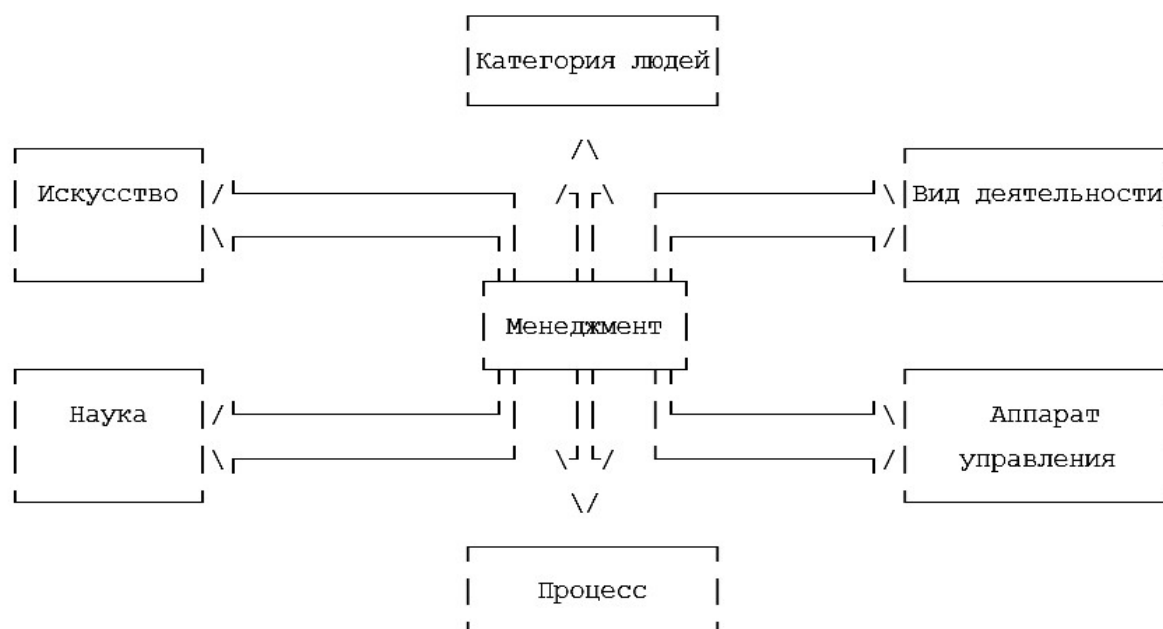 Категория людей
Искусство
Вид деятельности
Менеджмент
Наука
Аппарат
управления
Процесс